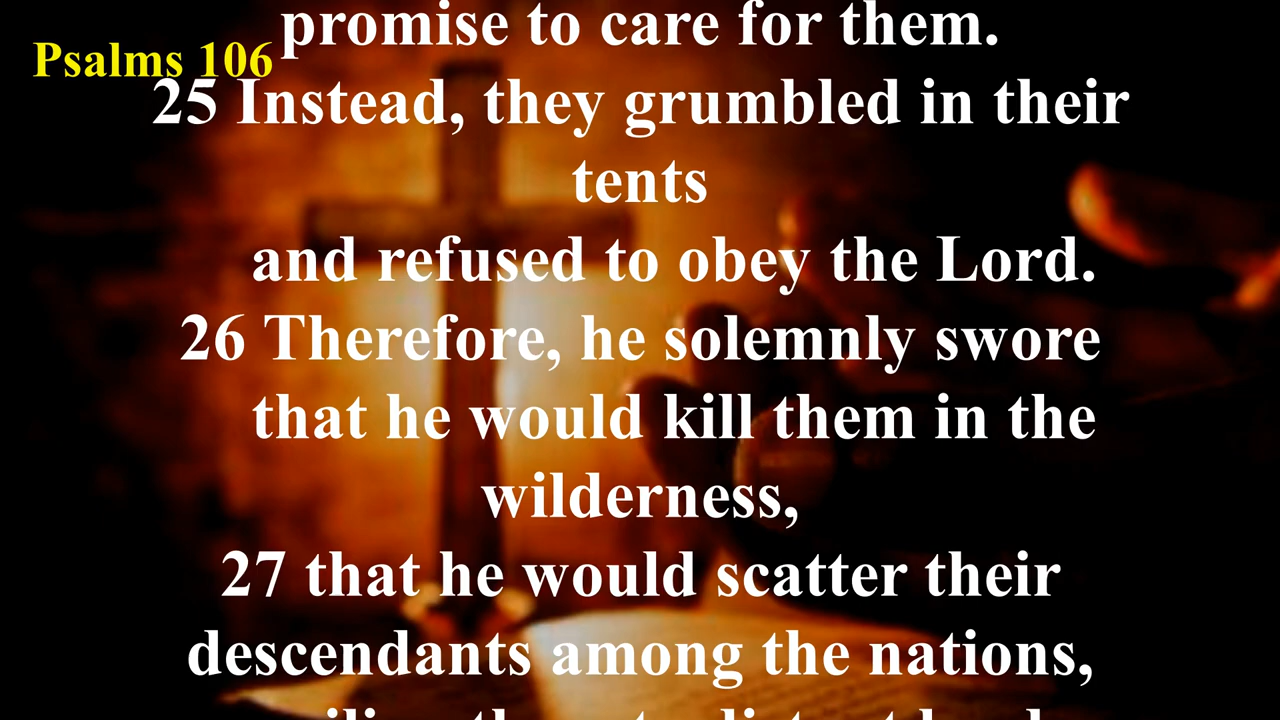 promise to care for them.
Psalms 106
25 Instead, they grumbled in their
tents
and refused to obey the Lord.
26 Therefore, he solemnly swore
that he would kill them in the
wilderness,
27 that he would scatter their
descendants among the nations,